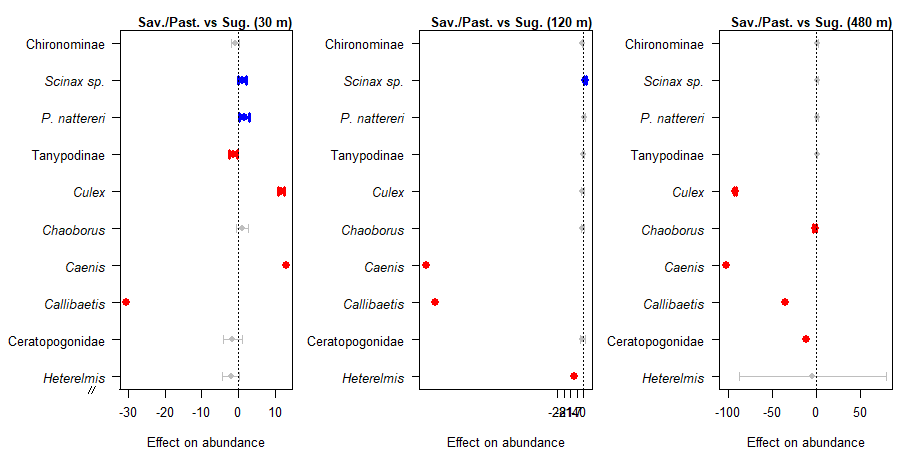 Sav./Past. vs Sug. (30 m)
Chironominae
Scinax sp.
P. nattereri
Tanypodinae
Culex
Chaoborus
Caenis
Callibaetis
Ceratopogonidae
Heterelmis
//
-30 -20 -10 0 10
Effect on abundance
Sav./Past. vs Sug. (120 m)
Chironominae
Scinax sp.
P. nattereri
Tanypodinae
Culex
Chaoborus
Caenis
Callibaetis
Ceratopogonidae
Heterelmis
Effect on abundance
Sav./Past. vs Sug. (480 m)
Chironominae
Scinax sp.
P. nattereri
Tanypodinae
Culex
Chaoborus
Caenis
Callibaetis
Ceratopogonidae
Heterelmis
-100 -50 0 50
Effect on abundance